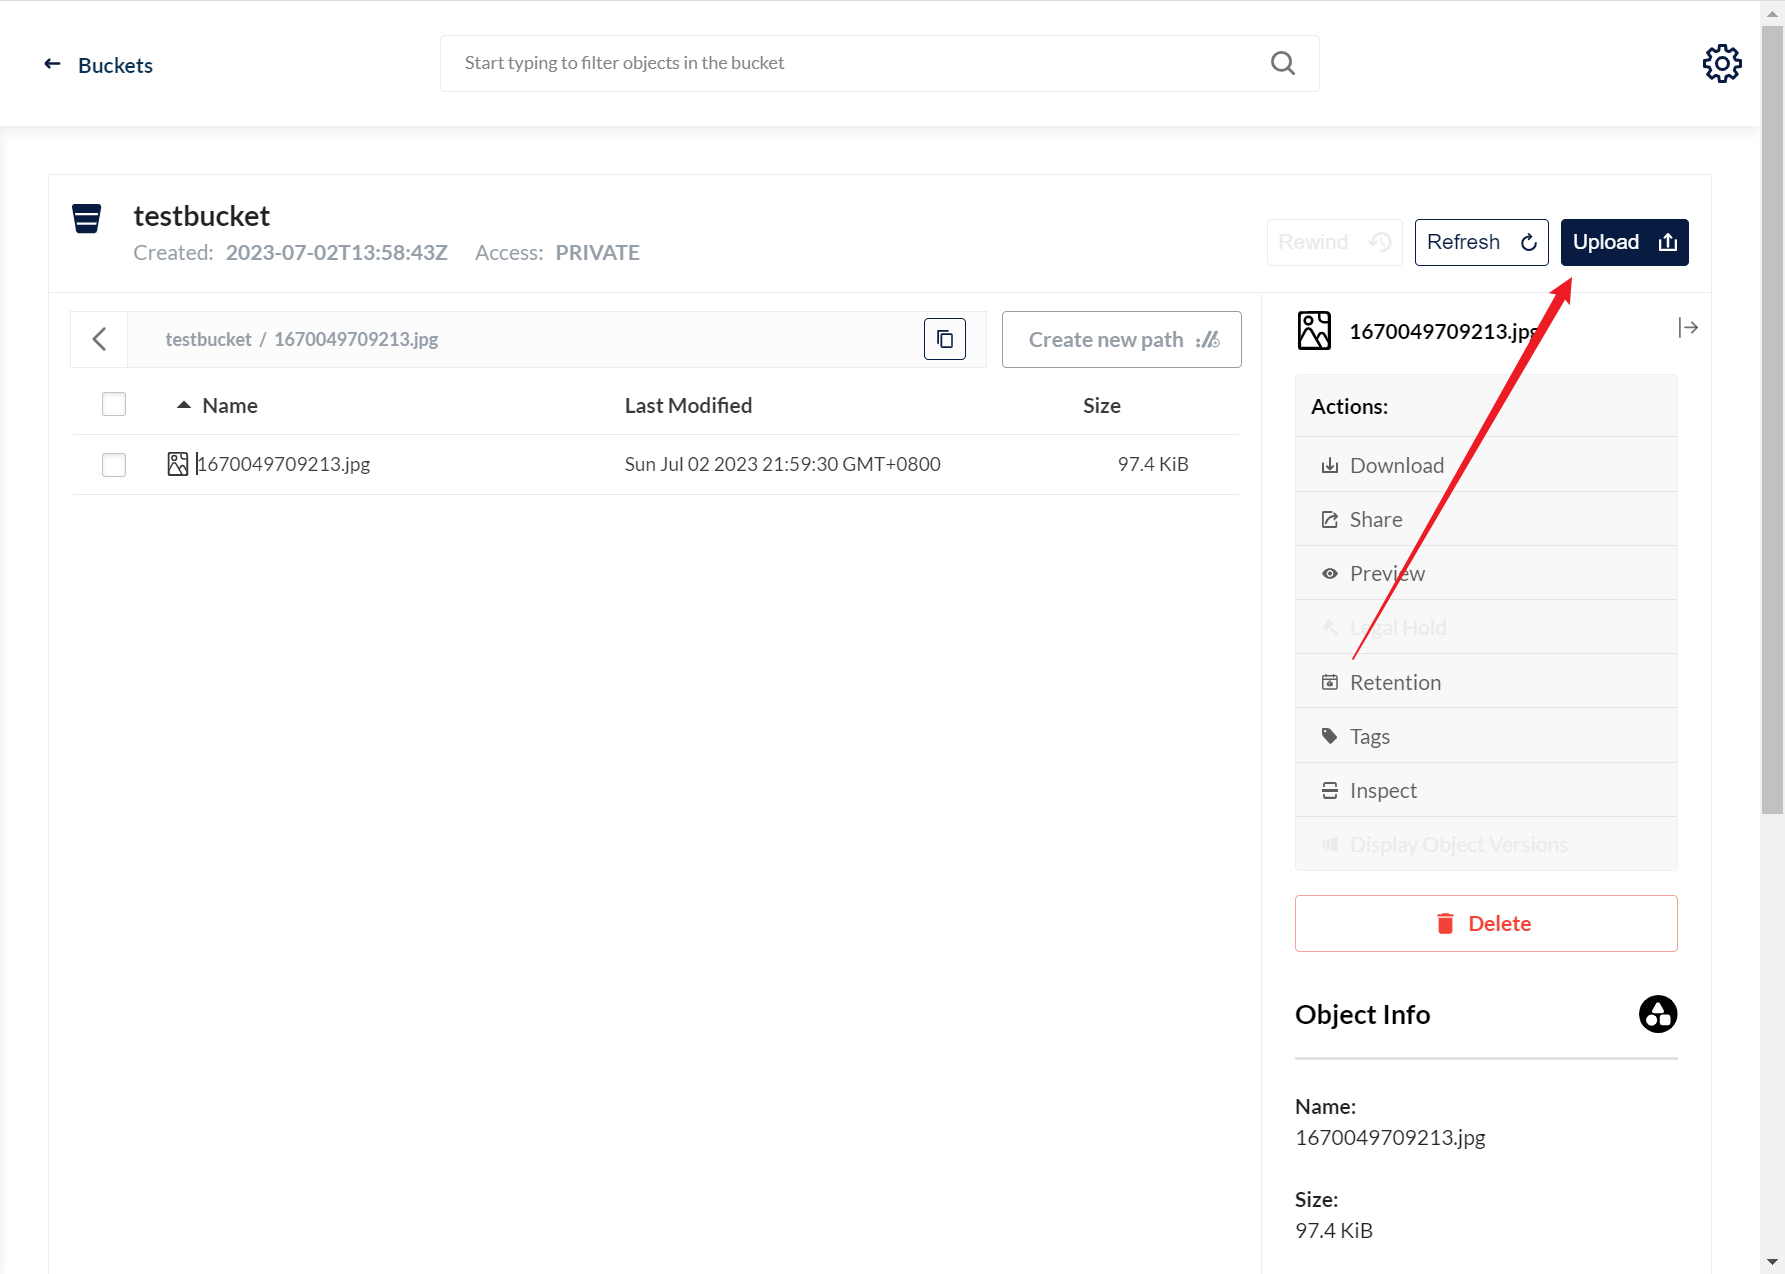 Buckets
Start typing to filter objects in the bucket
testbucket
Created: 2023-07-02T13:58:43Z Access: PRIVATE
Rewind
Refresh
Upload
testbucket / 1670049709213.jpg
Create new path
Name Last Modified Size
1670049709213.jpg Sun Jul 02 2023 21:59:30 GMT+0800 97.4 KiB
1670049709213.jpg
Actions:
Download
Share
Preview
Legal Hold
Retention
Tags
Inspect
Display Object Versions
Delete
Object Info
Name:
1670049709213.jpg
Size:
97.4 KiB